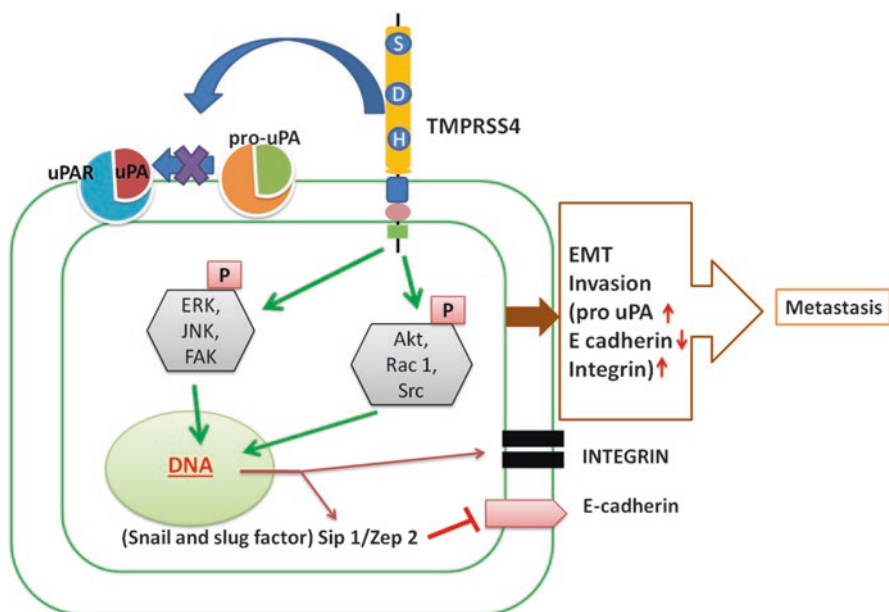 S
D
H
TMPRSS4
pro-uPA
uPAR
uPA
P
ERK,
JNK,
FAK
P
Akt,
Rac 1,
Src
DNA
(Snail and slug factor) Sip 1/Zep 2
EMT
Invasion
(pro uPA
E cadherin
Integrin)
Metastasis
INTEGRIN
E-cadherin